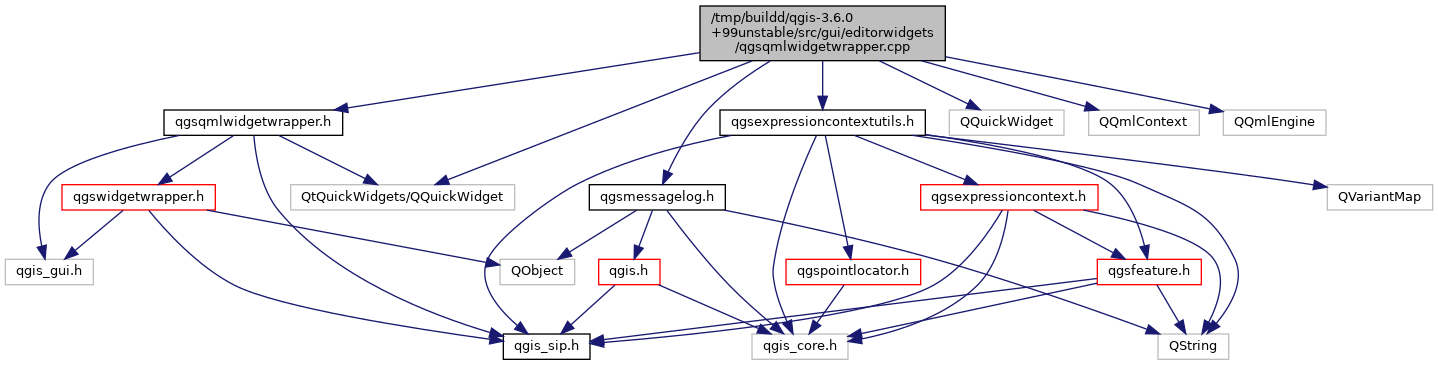 /tmp/buildd/qgis-3.6.0
+99unstable/src/gui/editorwidgets
/qgsqmlwidgetwrapper.cpp
qgsqmlwidgetwrapper.h
qgsexpressioncontextutils.h
QQuickWidget
QQmlContext
QQmlEngine
qgswidgetwrapper.h
QtQuickWidgets/QQuickWidget
qgsmessagelog.h
qgsexpressioncontext.h
QVariantMap
qgis_gui.h
QObject
qgis.h
qgspointlocator.h
qgsfeature.h
qgis_sip.h
qgis_core.h
QString